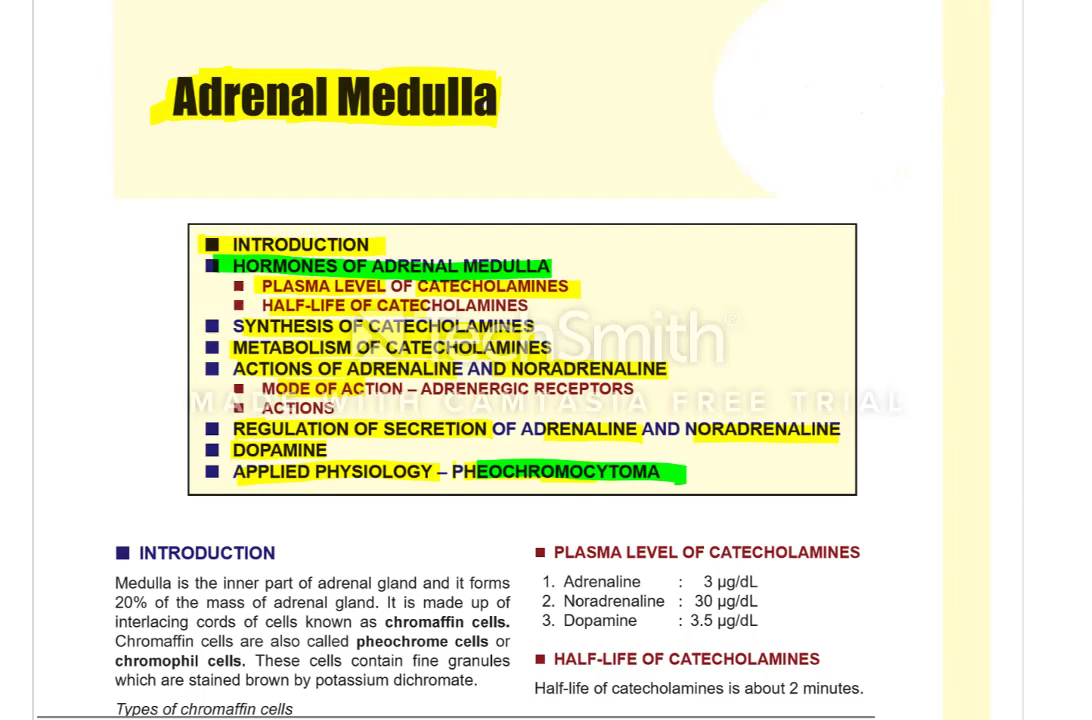 Adrenal Medulla
■ INTRODUCTION
■ HORMONES OF ADRENAL MEDULLA
■ PLASMA LEVEL OF CATECHOLAMINES
■ HALF-LIFE OF CATECHOLAMINES
■ SYNTHESIS OF CATECHOLAMINES
■ METABOLISM OF CATECHOLAMINES
■ ACTIONS OF ADRENALINE AND NORADRENALINE
■ MODE OF ACTION – ADRENERGIC RECEPTORS
■ ACTIONS
■ REGULATION OF SECRETION OF ADRENALINE AND NORADRENALINE
■ DOPAMINE
■ APPLIED PHYSIOLOGY – PHEOCHROMOCYTOMA
TechSmith®
MADE WITH CAMTASIA FREE TRIAL
■ INTRODUCTION
Medulla is the inner part of adrenal gland and it forms
20% of the mass of adrenal gland. It is made up of
interlacing cords of cells known as chromaffin cells.
Chromaffin cells are also called pheochrome cells or
chromophil cells. These cells contain fine granules
which are stained brown by potassium dichromate.
Types of chromaffin cells
■ PLASMA LEVEL OF CATECHOLAMINES
1. Adrenaline : 3 µg/dL
2. Noradrenaline : 30 µg/dL
3. Dopamine : 3.5 µg/dL
■ HALF-LIFE OF CATECHOLAMINES
Half-life of catecholamines is about 2 minutes.